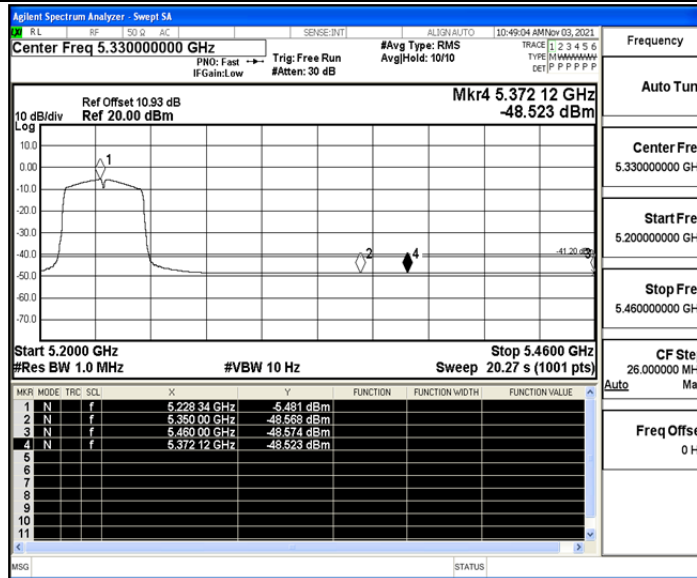 Agilent Spectrum Analyzer - Swept SA
RL RF 50 Ω AC SENSE:INT ALIGN AUTO 10:49:04 AM Nov 03, 2021
Center Freq 5.330000000 GHz
PNO: Fast
IFGain:Low
Trig: Free Run
#Atten: 30 dB
#Avg Type: RMS
Avg|Hold: 10/10
TRACE 1 2 3 4 5 6
TYPE M WWWWW
DET P P P P P P
Ref Offset 10.93 dB
10 dB/div Ref 20.00 dBm
Log
Mkr4 5.372 12 GHz
-48.523 dBm
10.0
0.00
-10.0
-20.0
-30.0
-40.0
-50.0
-60.0
-70.0
1
2
4
3
-41.20 dBm
Start 5.2000 GHz Stop 5.4600 GHz
#Res BW 1.0 MHz #VBW 10 Hz Sweep 20.27 s (1001 pts)
MKR MODE TRC SCL X Y FUNCTION FUNCTION WIDTH FUNCTION VALUE
1 N f 5.228 34 GHz -5.481 dBm
2 N f 5.350 00 GHz -48.568 dBm
3 N f 5.460 00 GHz -48.574 dBm
4 N f 5.372 12 GHz -48.523 dBm
5
6
7
8
9
10
11
MSG STATUS
Frequency
Auto Tun
Center Fre
5.330000000 GH
Start Fre
5.200000000 GH
Stop Fre
5.460000000 GH
CF Ste
26.000000 MH
Auto Ma
Freq Offse
0 H